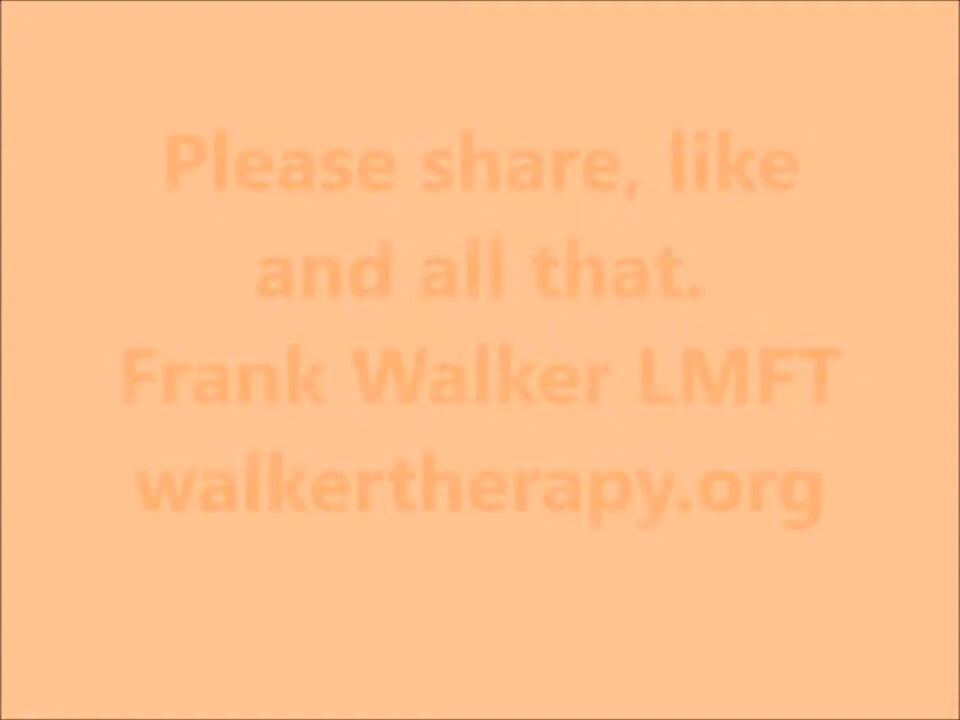 Please share, like
and all that.
Frank Walker LMFT
walkertherapy.org